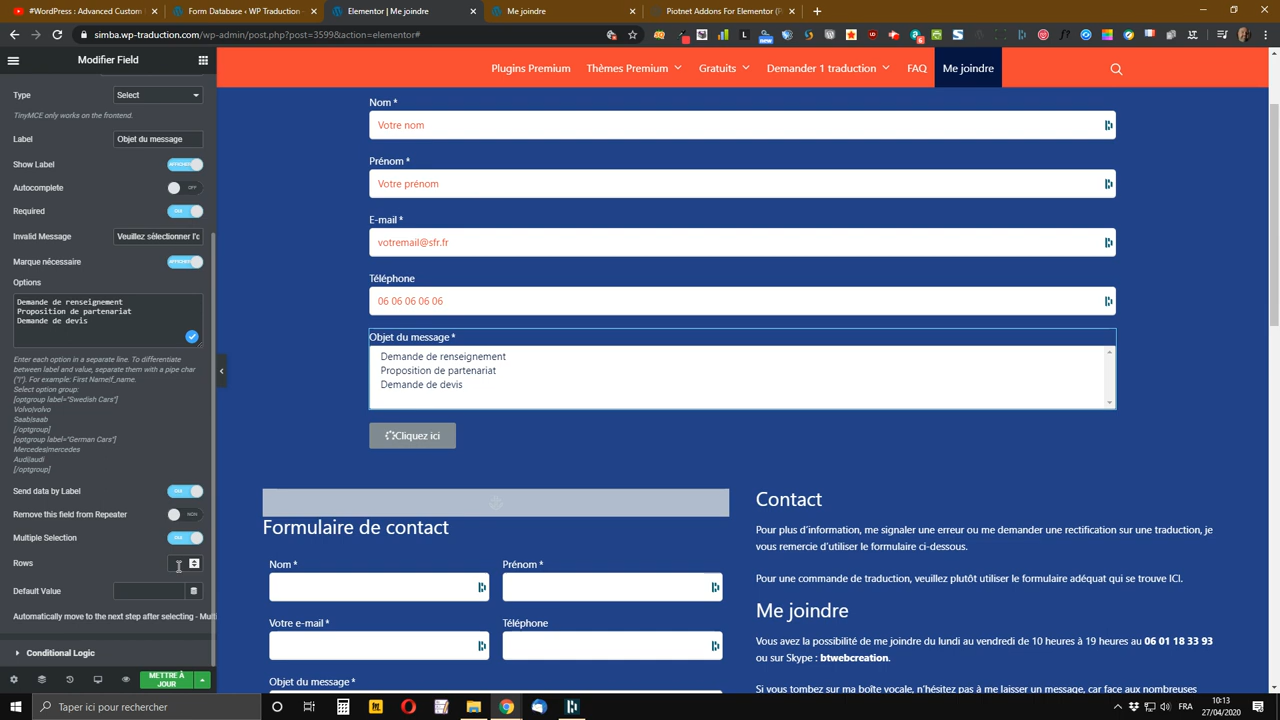 #WordPress : Creation d'un formu
Elementor | Me joindre
Me joindre
Potion Addons for Elementor
simba.wp-traduction.com/wp-admin/post.php?post=3599&action=elementor#
Modifier Field
Plugins Premium Thèmes Premium Gratuits Demander 1 traduction FAQ Me joindre
Type Select
TinyMCE only works on the frontend.
Label Objet du message
Show Label
Autocomplete OFF
Required OUI
Invalid Message Veuillez sélectionner l'c
Marque nécessaire
Options
Demande de renseignement
Proposition de partenariat
Demande de devis
Enter each option in a separate line. To differentiate
between label and value, separate them with a pipe char
("|"). For example: First Name|f_name.
Select option group:
[optgroup label="Swedish Cars"]
Volvo|volvo
Saab|saab
[/optgroup]
[optgroup label="German Cars"]
Mercedes|mercedes
Audi|audi
[/optgroup]
Send data by Label OUI
Remove this field from Repeater NON
Multiple Selection OUI
Rows
Default Value
Automatically move to the next step after selecting - Mult
Conditional Logic
METTRE À
JOUR
Nom *
Votre nom
Prénom *
Votre prénom
E-mail *
votremail@sfr.fr
Téléphone
06 06 06 06 06
Objet du message *
Demande de renseignement
Proposition de partenariat
Demande de devis
Cliquez ici
Formulaire de contact
Nom * Prénom *
Votre e-mail * Téléphone
Objet du message *
Contact
Pour plus d'information, me signaler une erreur ou me demander une rectification sur une traduction, je
vous remercie d'utiliser le formulaire ci-dessous.
Pour une commande de traduction, veuillez plutôt utiliser le formulaire adéquat qui se trouve ICI.
Me joindre
Vous avez la possibilité de me joindre du lundi au vendredi de 10 heures à 19 heures au 06 01 18 33 93
ou sur Skype : btwebcreation.
Si vous tombez sur ma boîte vocale, n'hésitez pas à me laisser un message, car face aux nombreuses
Taper ici pour rechercher
FRA
10:13
27/04/2020